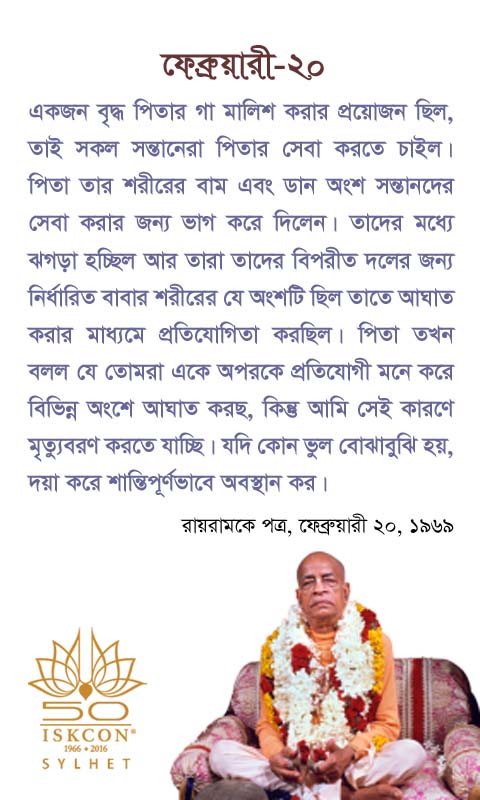 ফেব্রুয়ারী-২০
একজন বৃদ্ধ পিতার গা মালিশ করার প্রয়োজন ছিল,
তাই সকল সন্তানেরা পিতার সেবা করতে চাইল।
পিতা তার শরীরের বাম এবং ডান অংশ সন্তানদের
সেবা করার জন্য ভাগ করে দিলেন। তাদের মধ্যে
ঝগড়া হচ্ছিল আর তারা তাদের বিপরীত দলের জন্য
নির্ধারিত বাবার শরীরের যে অংশটি ছিল তাতে আঘাত
করার মাধ্যমে প্রতিযোগিতা করছিল। পিতা তখন
বলল যে তোমরা একে অপরকে প্রতিযোগী মনে করে
বিভিন্ন অংশে আঘাত করছ, কিন্তু আমি সেই কারণে
মৃত্যুবরণ করতে যাচ্ছি। যদি কোন ভুল বোঝাবুঝি হয়,
দয়া করে শান্তিপূর্ণভাবে অবস্থান কর।
রায়রামকে পত্র, ফেব্রুয়ারী ২০, ১৯৬৯
50
ISKCON®
1966 • 2016
SYLHET